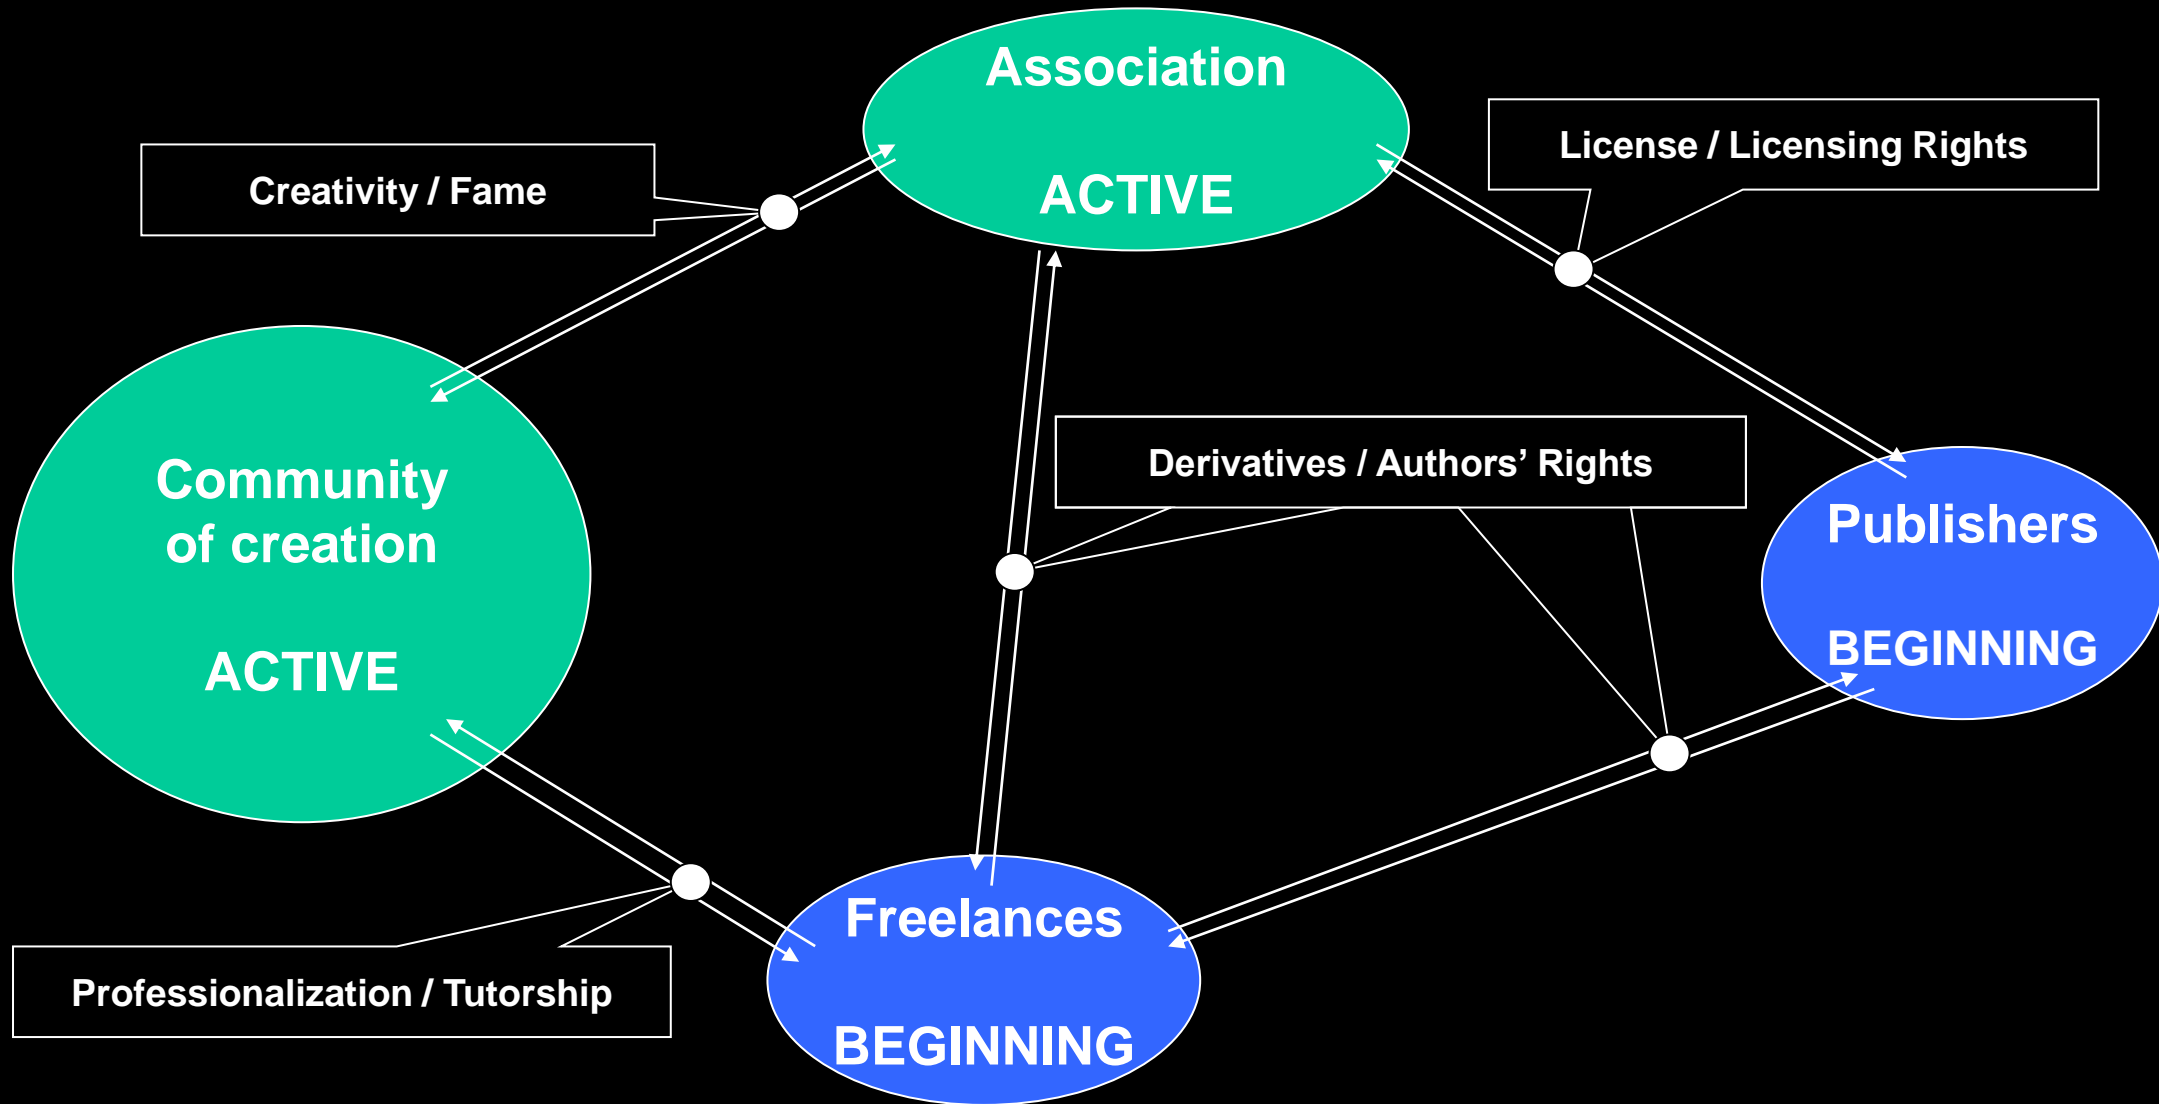 Association
ACTIVE
License / Licensing Rights
Creativity / Fame
Community
of creation
ACTIVE
Derivatives / Authors’ Rights
Publishers
BEGINNING
Freelances
BEGINNING
Professionalization / Tutorship